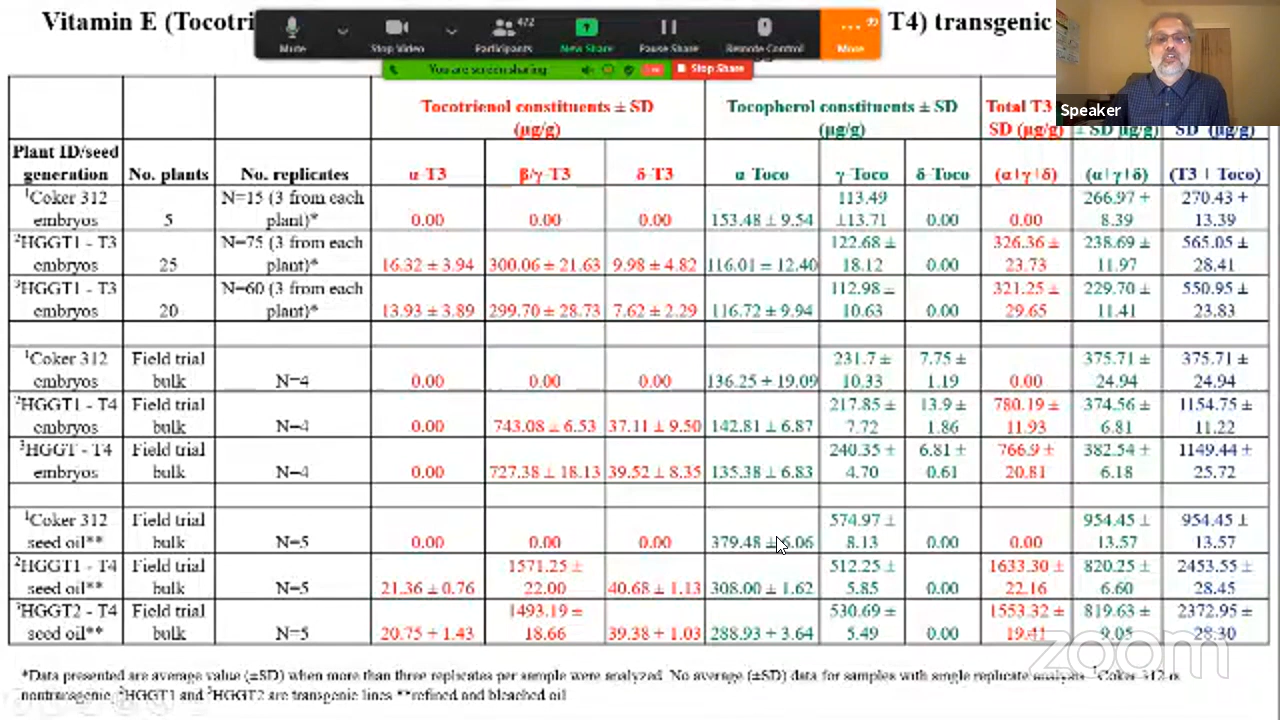 Vitamin E (Tocotri T4) transgenic
Mute Stop Video Participants 472 New Share Pause Share Remote Control More
You are screen sharing Stop Share
Speaker
Tocotrienol constituents ± SD (µg/g) Tocopherol constituents ± SD (µg/g) Total T3 SD (µg/g) ± SD µg/g) SD (µg/g)
Plant ID/seed generation No. plants No. replicates α-T3 β/γ-T3 δ-T3 α-Toco γ-Toco δ-Toco (α+γ+δ) (α+γ+δ) (T3 + Toco)
¹Coker 312 embryos 5 N=15 (3 from each plant)* 0.00 0.00 0.00 153.48 ± 9.54 113.49 ±13.71 0.00 0.00 266.97 ± 8.39 270.43 ± 13.39
²HGGT1 - T3 embryos 25 N=75 (3 from each plant)* 16.32 ± 3.94 300.06 ± 21.63 9.98 ± 4.82 116.01 ± 12.40 122.68 ± 18.12 0.00 326.36 ± 23.73 238.69 ± 11.97 565.05 ± 28.41
³HGGT1 - T3 embryos 20 N=60 (3 from each plant)* 13.93 ± 3.89 299.70 ± 28.73 7.62 ± 2.29 116.72 ± 9.94 112.98 ± 10.63 0.00 321.25 ± 29.65 229.70 ± 11.41 550.95 ± 23.83
¹Coker 312 embryos Field trial bulk N=4 0.00 0.00 0.00 136.25 ± 19.09 231.7 ± 10.33 7.75 ± 1.19 0.00 375.71 ± 24.94 375.71 ± 24.94
²HGGT1 - T4 embryos Field trial bulk N=4 0.00 743.08 ± 6.53 37.11 ± 9.50 142.81 ± 6.87 217.85 ± 7.72 13.9 ± 1.86 780.19 ± 11.93 374.56 ± 6.81 1154.75 ± 11.22
³HGGT - T4 embryos Field trial bulk N=4 0.00 727.38 ± 18.13 39.52 ± 8.35 135.38 ± 6.83 240.35 ± 4.70 6.81 ± 0.61 766.9 ± 20.81 382.54 ± 6.18 1149.44 ± 25.72
¹Coker 312 seed oil** Field trial bulk N=5 0.00 0.00 0.00 379.48 ± 574.97 ± 8.13 0.00 0.00 954.45 ± 13.57 954.45 ± 13.57
²HGGT1 - T4 seed oil** Field trial bulk N=5 21.36 ± 0.76 1571.25 ± 22.00 40.68 ± 1.13 308.00 ± 1.62 512.25 ± 5.85 0.00 1633.30 ± 22.16 820.25 ± 6.60 2453.55 ± 28.45
³HGGT2 - T4 seed oil** Field trial bulk N=5 20.75 ± 1.43 1493.19 ± 18.66 39.38 ± 1.03 288.93 ± 3.64 530.69 ± 5.49 0.00 1553.32 ± 19.41 819.63 ± 9.05 2372.95 ± 28.30
*Data presented are average value (±SD) when more than three replicates per sample were analyzed. No average (±SD) data for samples with single replicate analysis. ¹Coker 312 is
nontransgenic, ²HGGT1 and ³HGGT2 are transgenic lines **refined and bleached oil
zoom